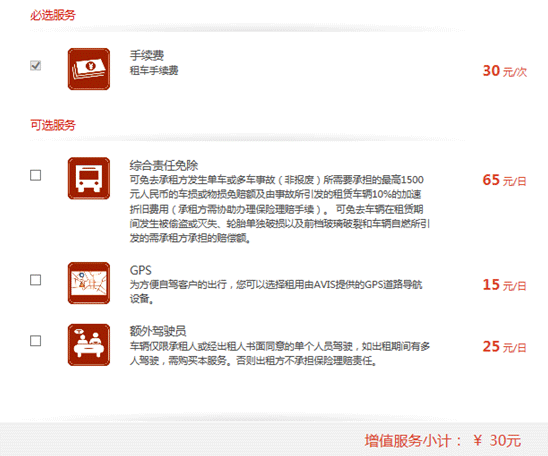 必选服务
手续费
租车手续费
30 元/次
可选服务
综合责任免除
可免去承租方发生单车或多车事故（非报废）所需要承担的最高1500
元人民币的车损或物损免赔额及由事故所引发的租赁车辆10%的加速
折旧费用（承租方需协助办理保险理赔手续）。可免去车辆在租赁期
间发生被偷盗或灭失、轮胎单独破损以及前档玻璃破裂和车辆自燃所引
发的需承租方承担的赔偿额。
65 元/日
GPS
为方便自驾客户的出行，您可以选择租用由AVIS提供的GPS道路导航
设备。
15 元/日
额外驾驶员
车辆仅限承租人或经出租人书面同意的单个人员驾驶，如出租期间有多
人驾驶，需购买本服务。否则出租方不承担保险理赔责任。
25 元/日
增值服务小计： ¥ 30元